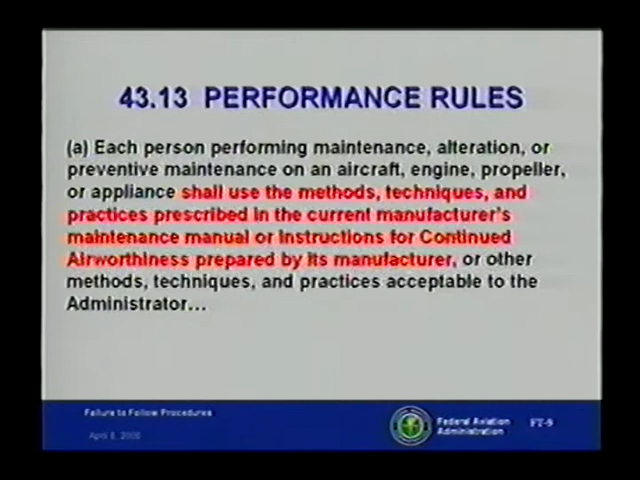 43.13 PERFORMANCE RULES
(a) Each person performing maintenance, alteration, or
preventive maintenance on an aircraft, engine, propeller,
or appliance shall use the methods, techniques, and
practices prescribed in the current manufacturer's
maintenance manual or Instructions for Continued
Airworthiness prepared by its manufacturer, or other
methods, techniques, and practices acceptable to the
Administrator...
Failure to Follow Procedures
Federal Aviation
Administration
FT-9
April 8,